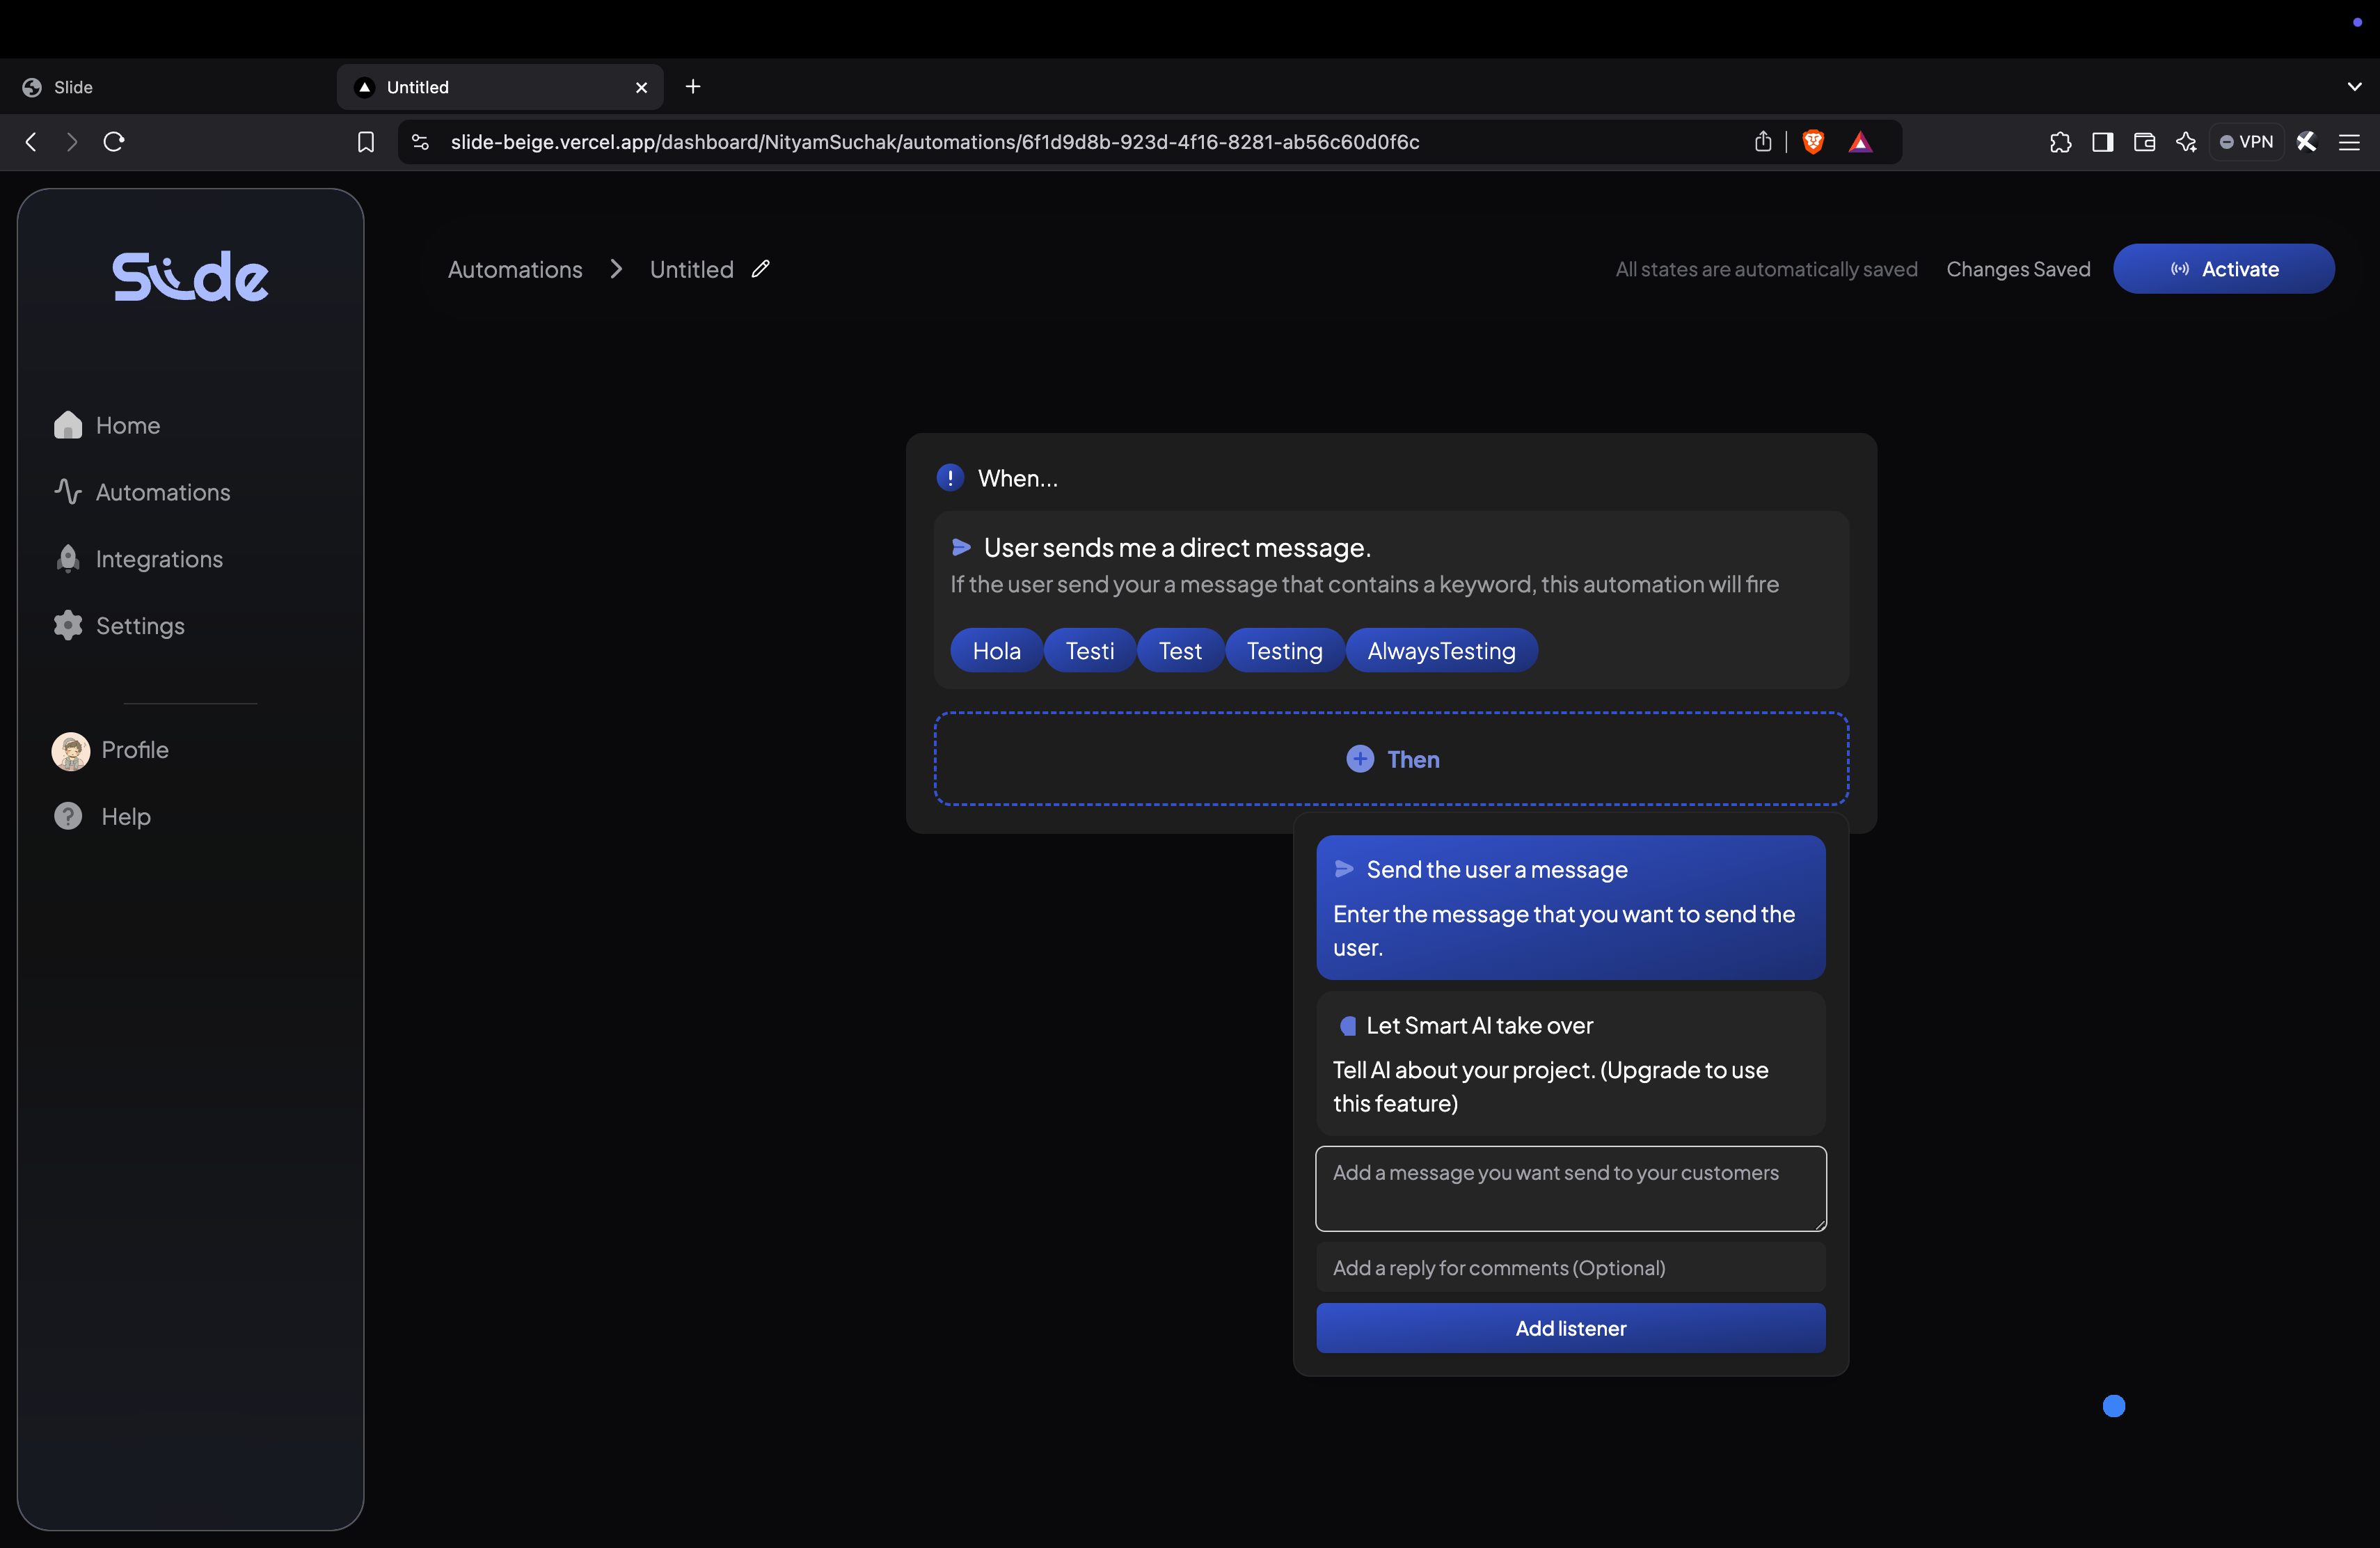 Slide
Untitled
slide-beige.vercel.app/dashboard/NityamSuchak/automations/6f1d9d8b-923d-4f16-8281-ab56c60d0f6c
VPN
Slide
Automations
Untitled
All states are automatically saved
Changes Saved
Activate
Home
Automations
Integrations
Settings
Profile
Help
When...
User sends me a direct message.
If the user send your a message that contains a keyword, this automation will fire
Hola
Testi
Test
Testing
AlwaysTesting
Then
Send the user a message
Enter the message that you want to send the
user.
Let Smart AI take over
Tell AI about your project. (Upgrade to use
this feature)
Add a message you want send to your customers
Add a reply for comments (Optional)
Add listener